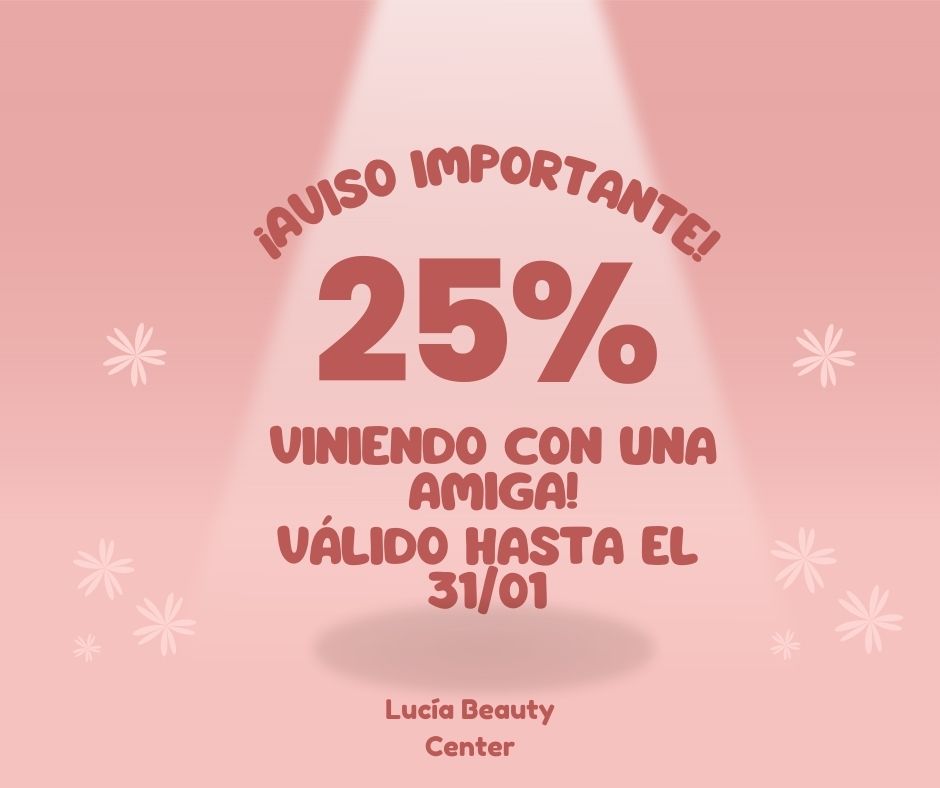 ¡AVISO IMPORTANTE!
25%
VINIENDO CON UNA
AMIGA!
VÁLIDO HASTA EL
31/01
Lucía Beauty
Center